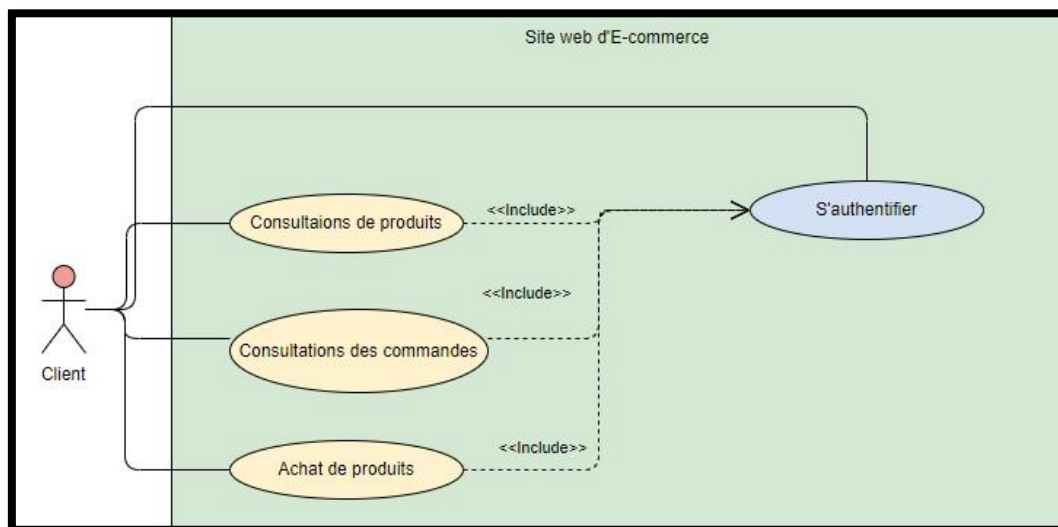 Site web d'E-commerce
Consultaions de produits
<<Include>>
S'authentifier
<<Include>>
Consultations des commandes
Client
<<Include>>
Achat de produits